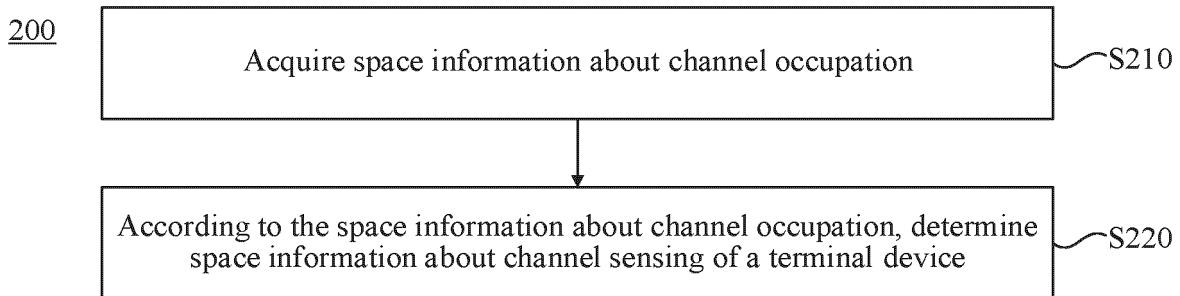 200
Acquire space information about channel occupation
S210
According to the space information about channel occupation, determine
space information about channel sensing of a terminal device
S220